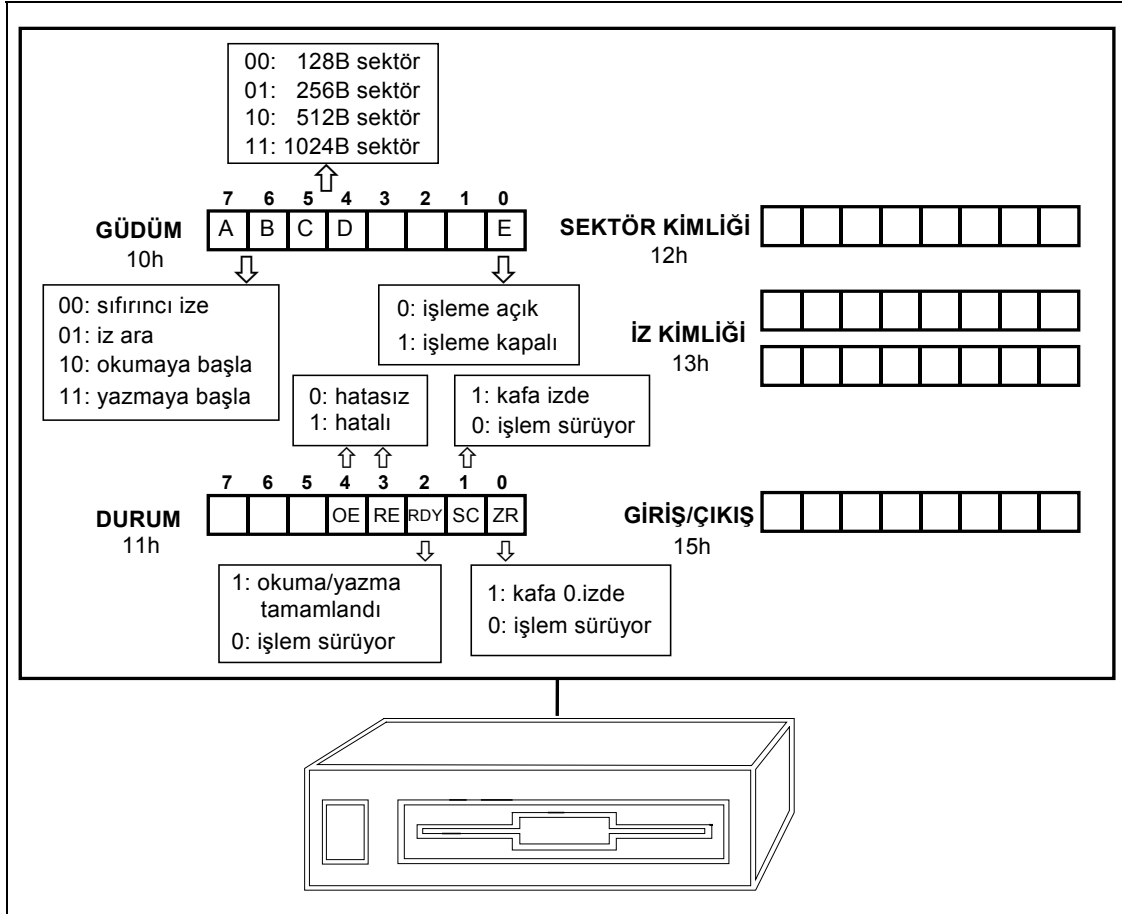 00: 128B sektör
01: 256B sektör
10: 512B sektör
11: 1024B sektör
7 6 5 4 3 2 1 0
GÜDÜM A B C D E
10h
SEKTÖR KİMLİĞİ
12h
00: sıfırıncı ize
01: iz ara
10: okumaya başla
11: yazmaya başla
0: işleme açık
1: işleme kapalı
İZ KİMLİĞİ
13h
0: hatasız
1: hatalı
1: kafa izde
0: işlem sürüyor
7 6 5 4 3 2 1 0
DURUM OE RE RDY SC ZR
11h
GİRİŞ/ÇIKIŞ
15h
1: okuma/yazma
tamamlandı
0: işlem sürüyor
1: kafa 0.izde
0: işlem sürüyor